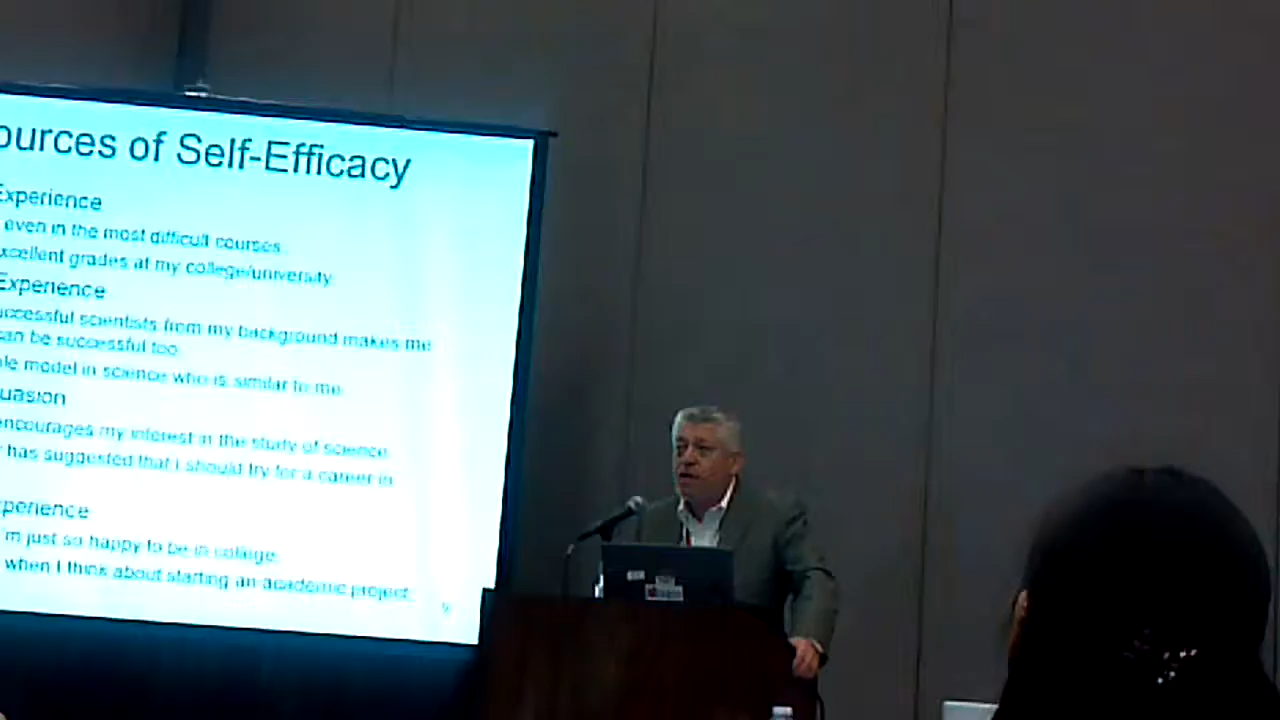 ources of Self-Efficacy
Experience
even in the most difficult courses.
xcellent grades at my college/university.
Experience
uccessful scientists from my background makes me
can be successful too.
ole model in science who is similar to me.
uasion
encourages my interest in the study of science.
has suggested that I should try for a career in
xperience
I'm just so happy to be in college.
when I think about starting an academic project.